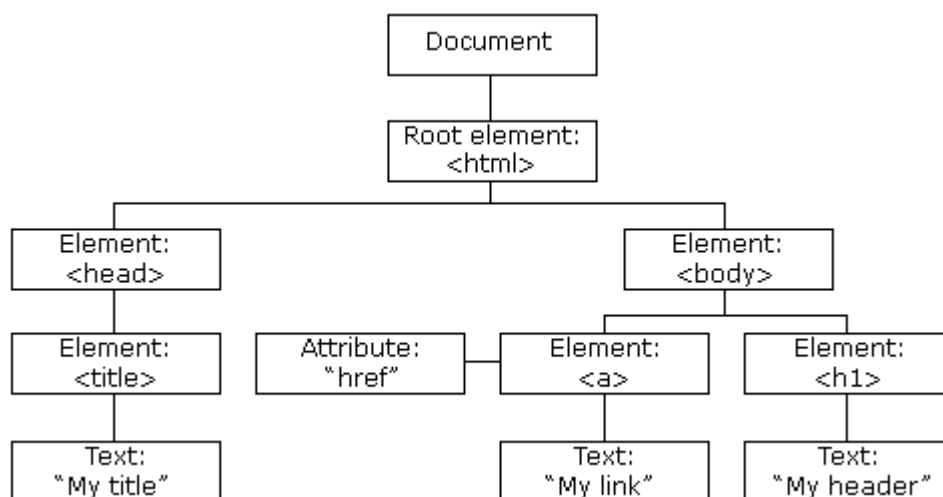 Document
Root element:
<html>
Element:
<head>
Element:
<body>
Element:
<title>
Attribute:
“href”
Element:
<a>
Element:
<h1>
Text:
“My title”
Text:
“My link”
Text:
“My header”